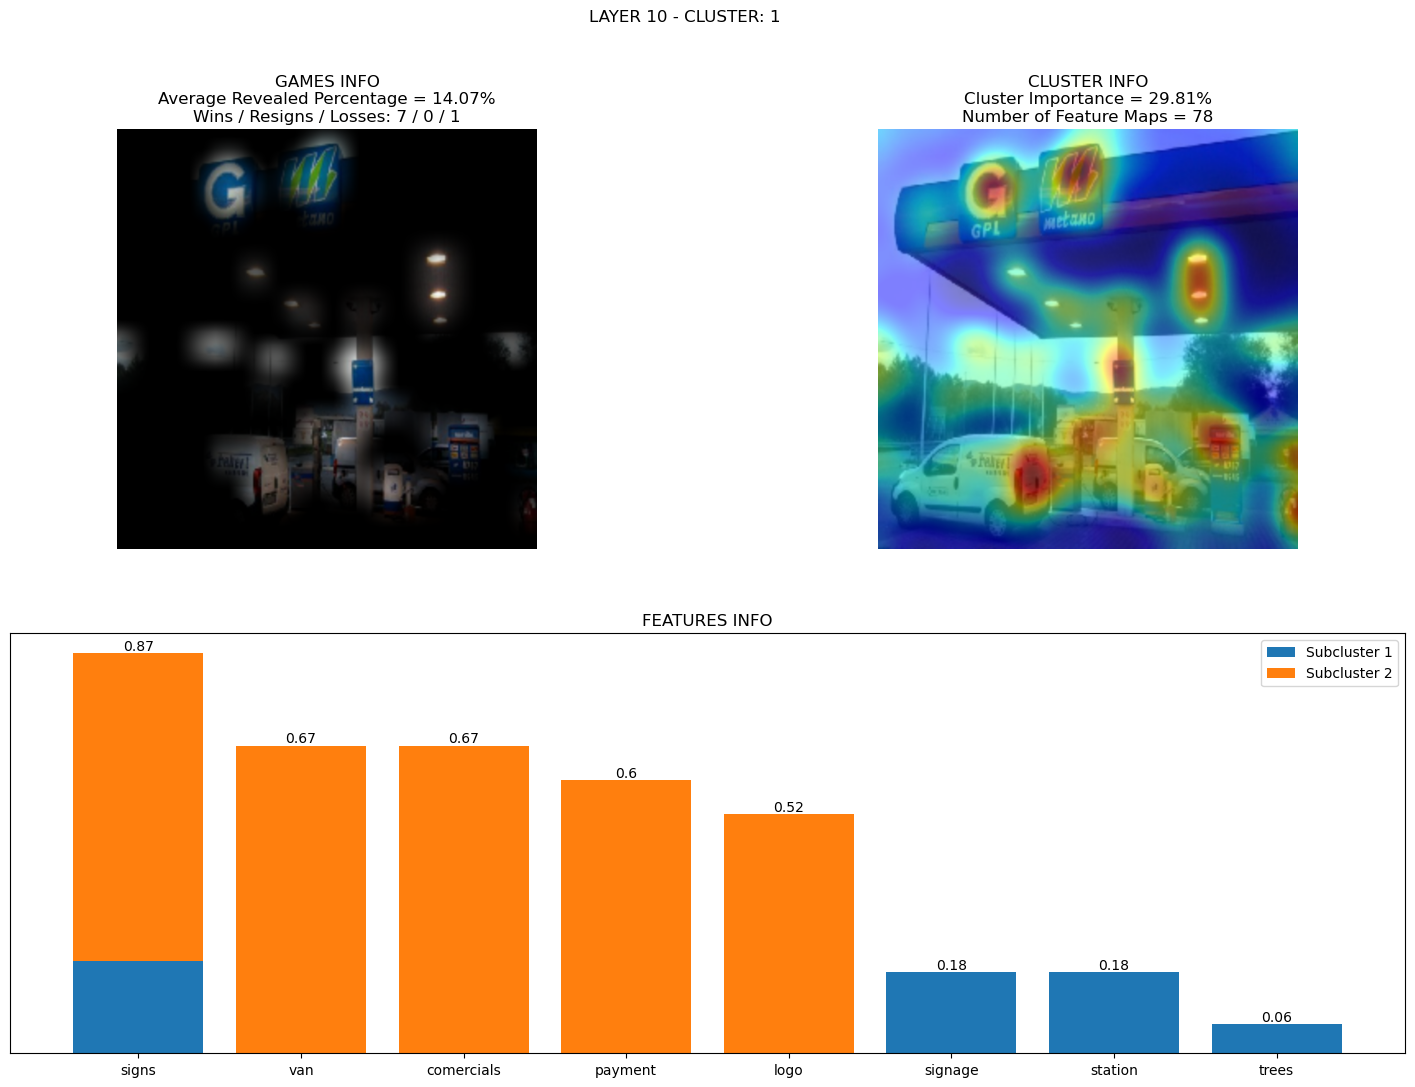 LAYER 10 - CLUSTER: 1
GAMES INFO
Average Revealed Percentage = 14.07%
Wins / Resigns / Losses: 7 / 0 / 1
CLUSTER INFO
Cluster Importance = 29.81%
Number of Feature Maps = 78
G
GPL
metano
G
GPL
metano
FEATURES INFO
Subcluster 1
Subcluster 2
0.87
0.67
0.67
0.6
0.52
0.18
0.18
0.06
signs
van
comercials
payment
logo
signage
station
trees